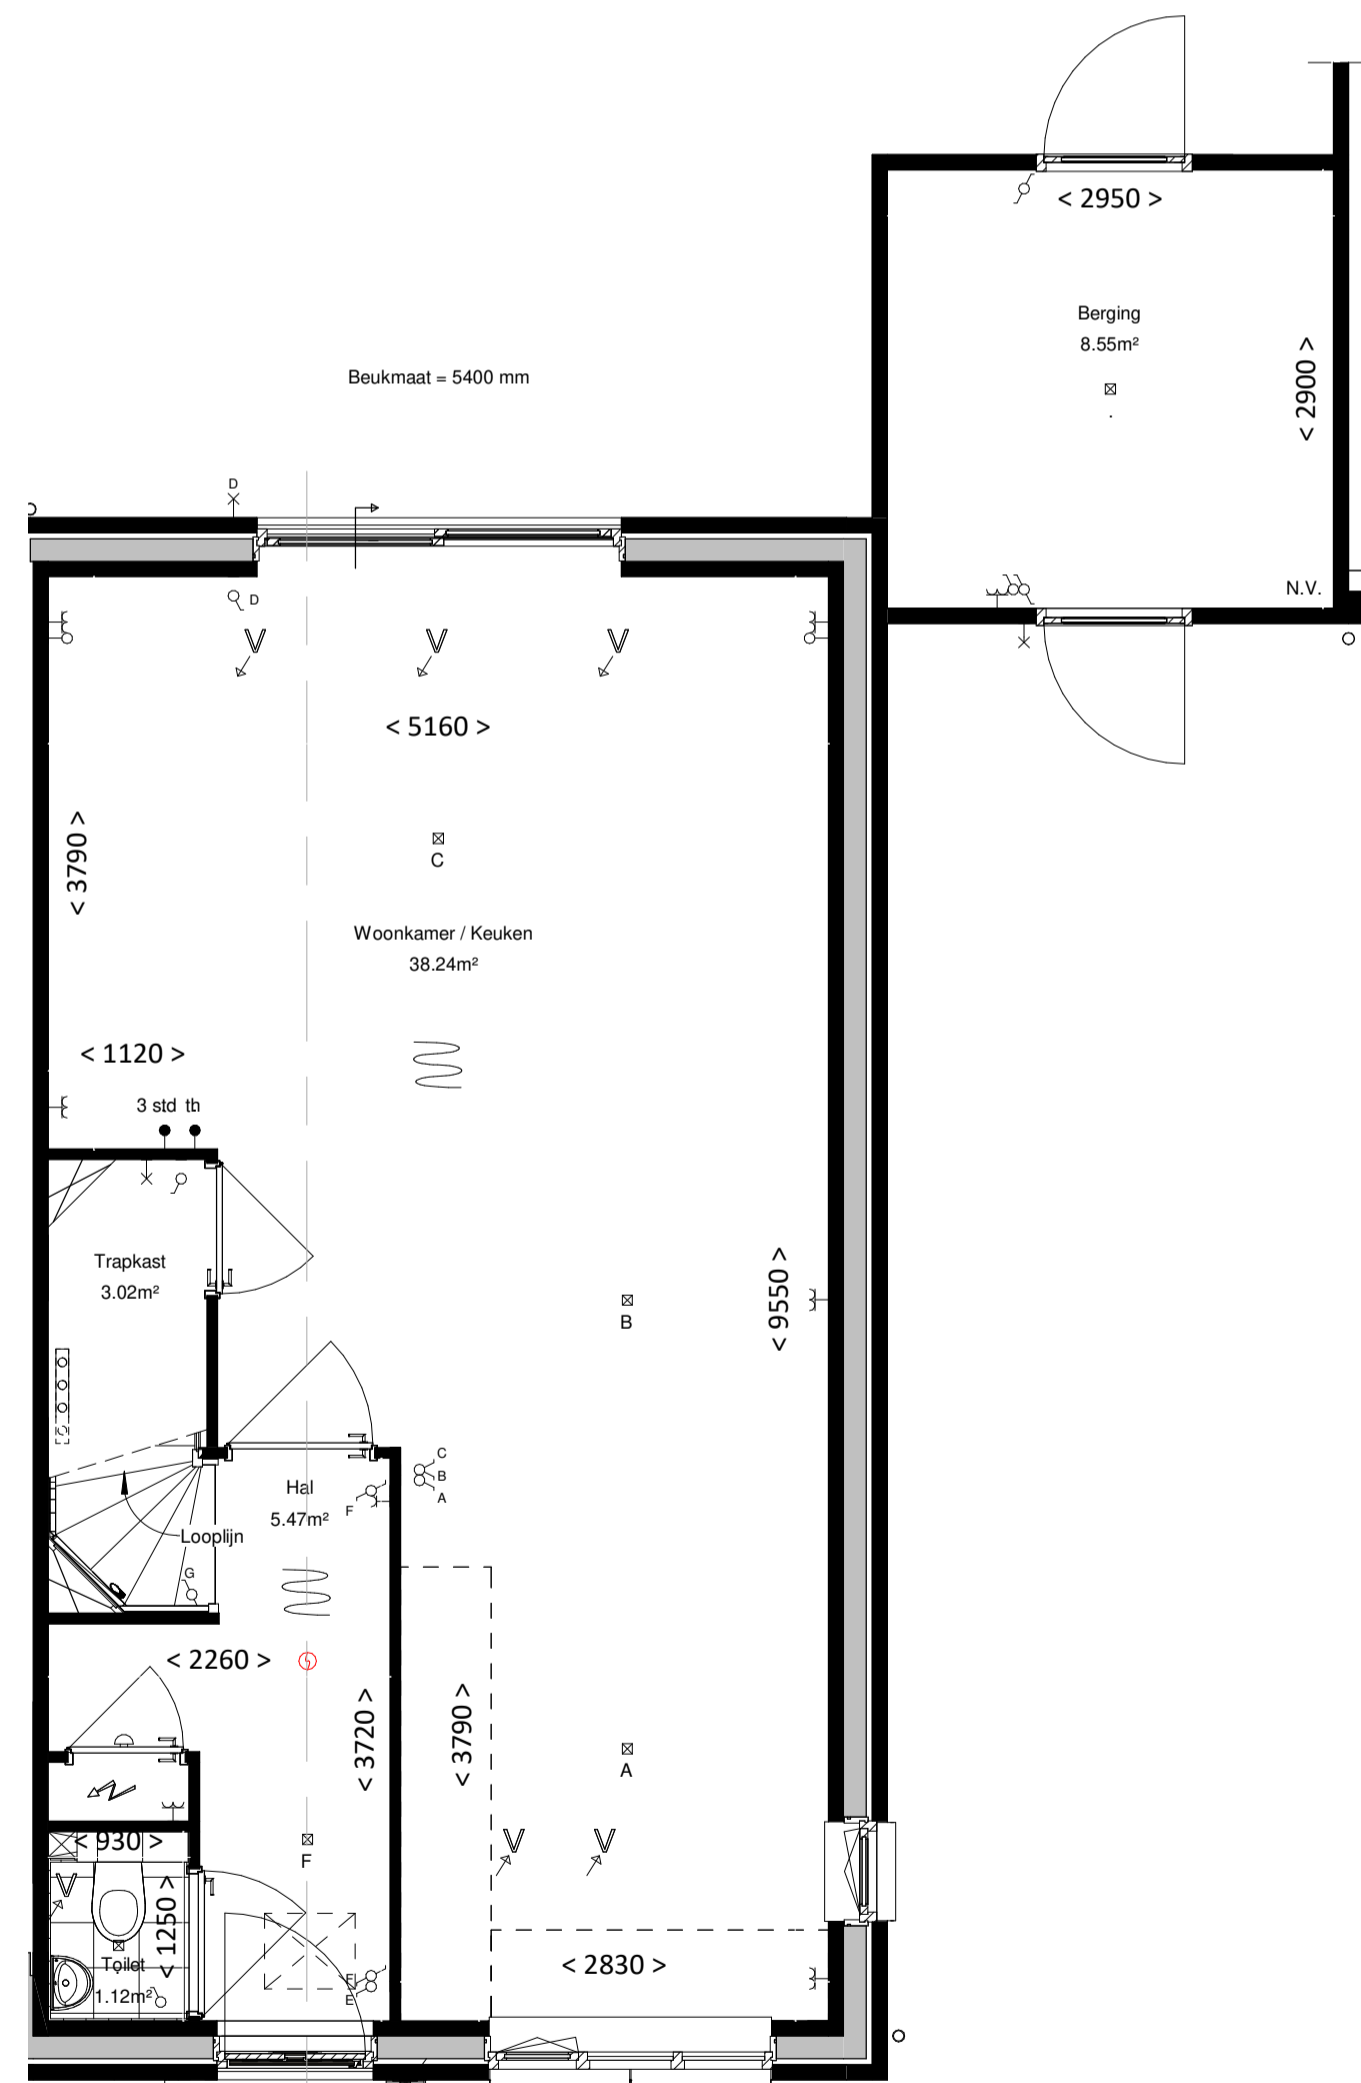 < 2950 >
Berging
8.55m²
< 2900 >
Beukmaat = 5400 mm
D
N.V.
D
V
V
V
< 5160 >
< 3790 >
C
Woonkamer / Keuken
38.24m²
< 1120 >
3 std th
Trapkast
3.02m²
< 9550 >
B
C
B
A
Hal
5.47m²
F
Looplijn
G
< 2260 >
< 3720 >
< 3790 >
A
< 930 >
F
V
V
V
< 1250 >
Toilet
1.12m²
< 2830 >
F
E